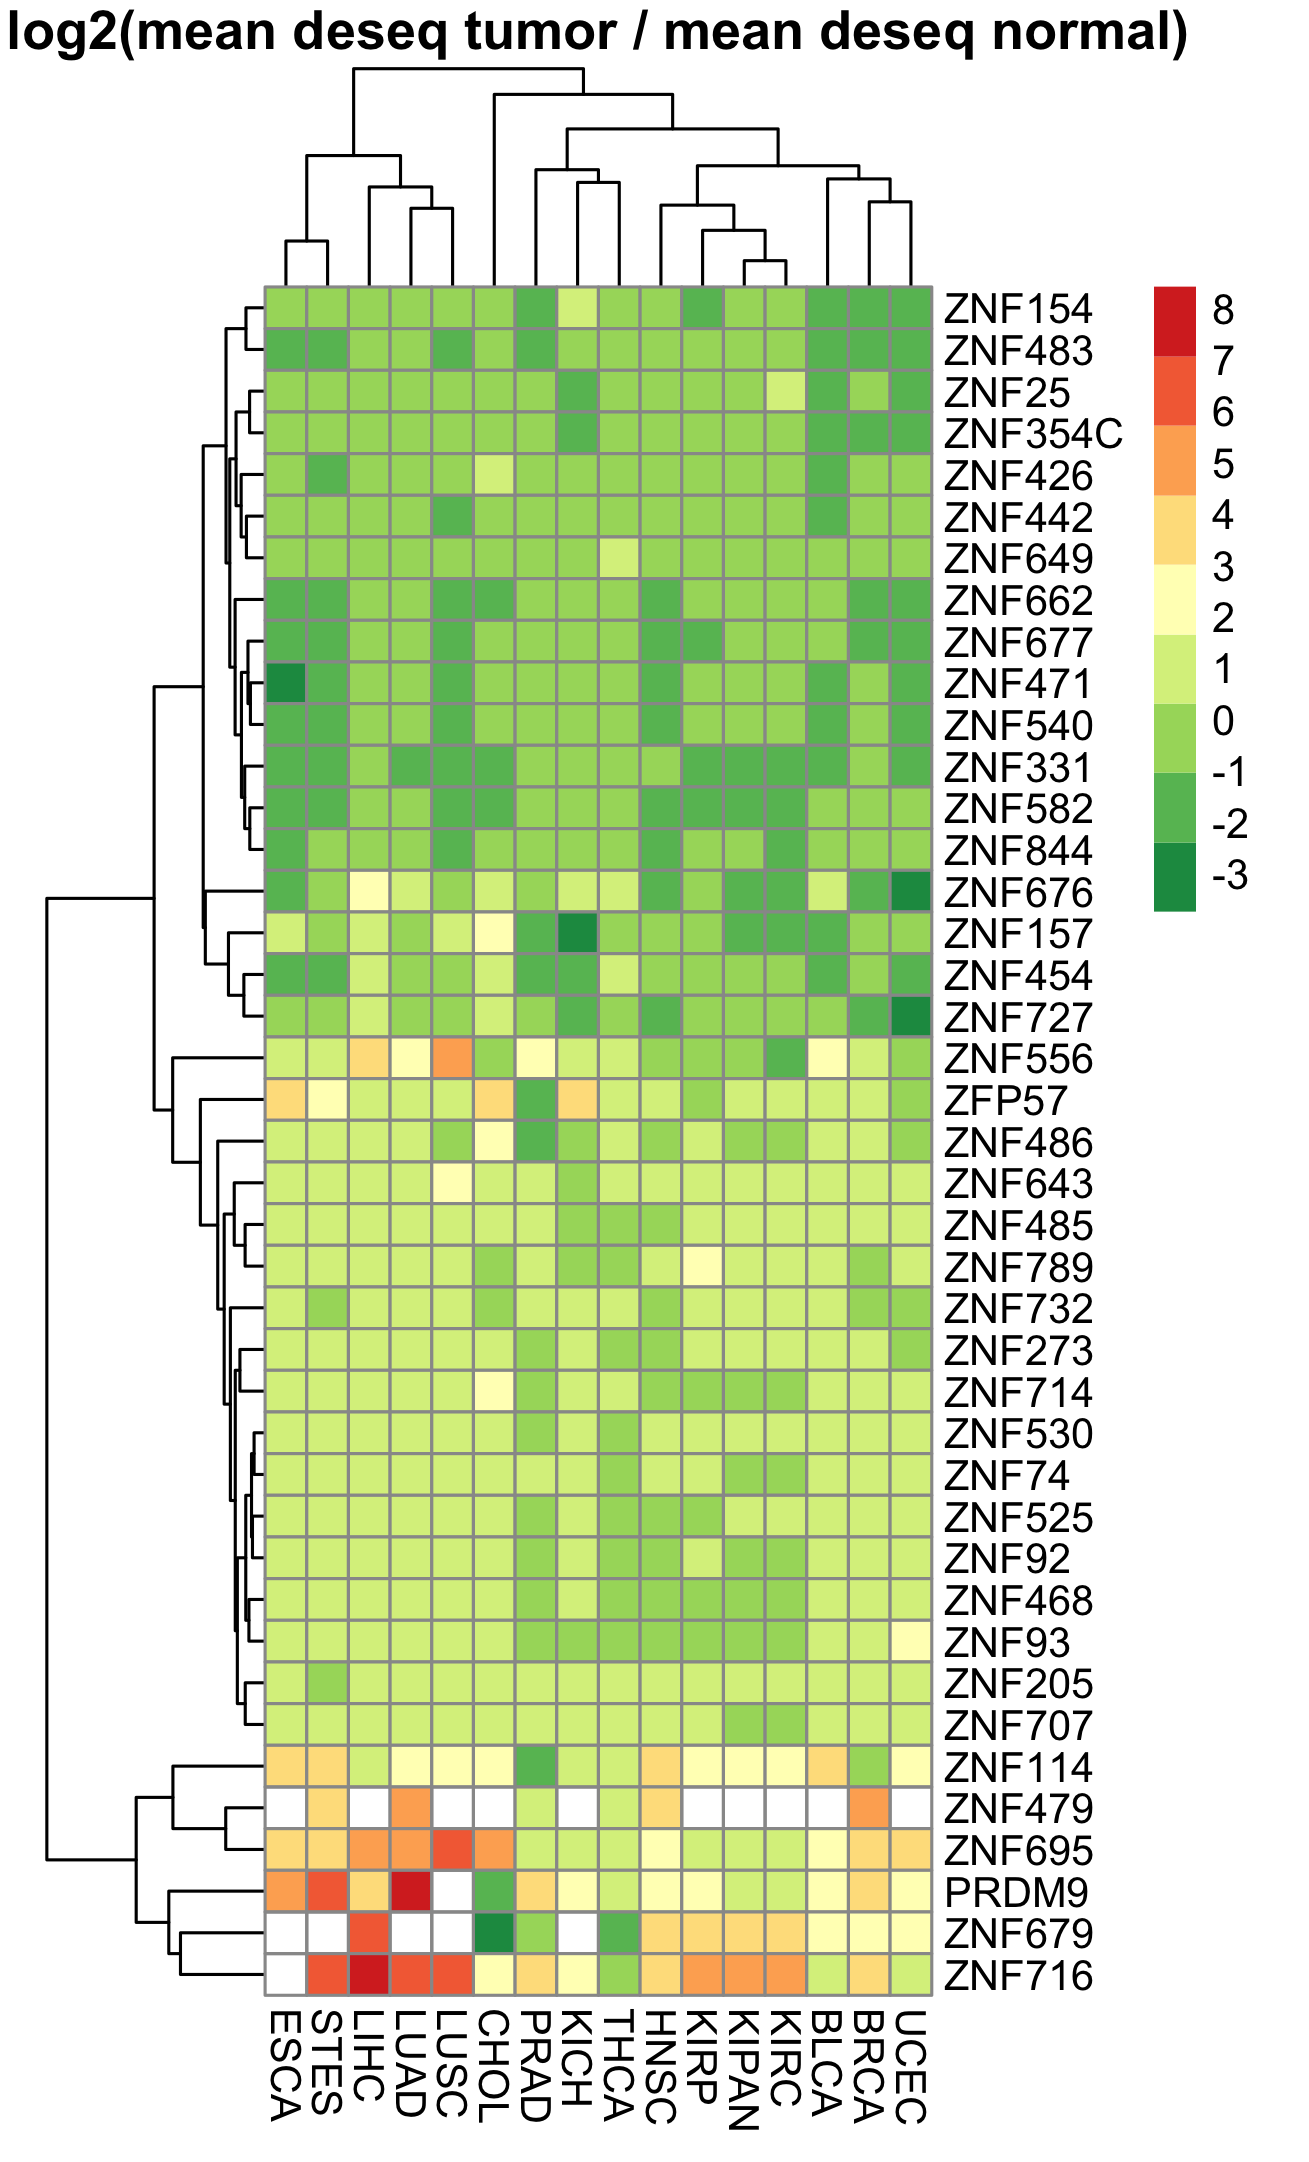 log2(mean deseq tumor / mean deseq normal)
ZNF154
ZNF483
ZNF25
ZNF354C
ZNF426
ZNF442
ZNF649
ZNF662
ZNF677
ZNF471
ZNF540
ZNF331
ZNF582
ZNF844
ZNF676
ZNF157
ZNF454
ZNF727
ZNF556
ZFP57
ZNF486
ZNF643
ZNF485
ZNF789
ZNF732
ZNF273
ZNF714
ZNF530
ZNF74
ZNF525
ZNF92
ZNF468
ZNF93
ZNF205
ZNF707
ZNF114
ZNF479
ZNF695
PRDM9
ZNF679
ZNF716
8
7
6
5
4
3
2
1
0
-1
-2
-3
ESCA
STES
LIHC
LUAD
LUSC
CHOL
PRAD
KICH
THCA
HNSC
KIRP
KIPAN
KIRC
BLCA
BRCA
UCEC